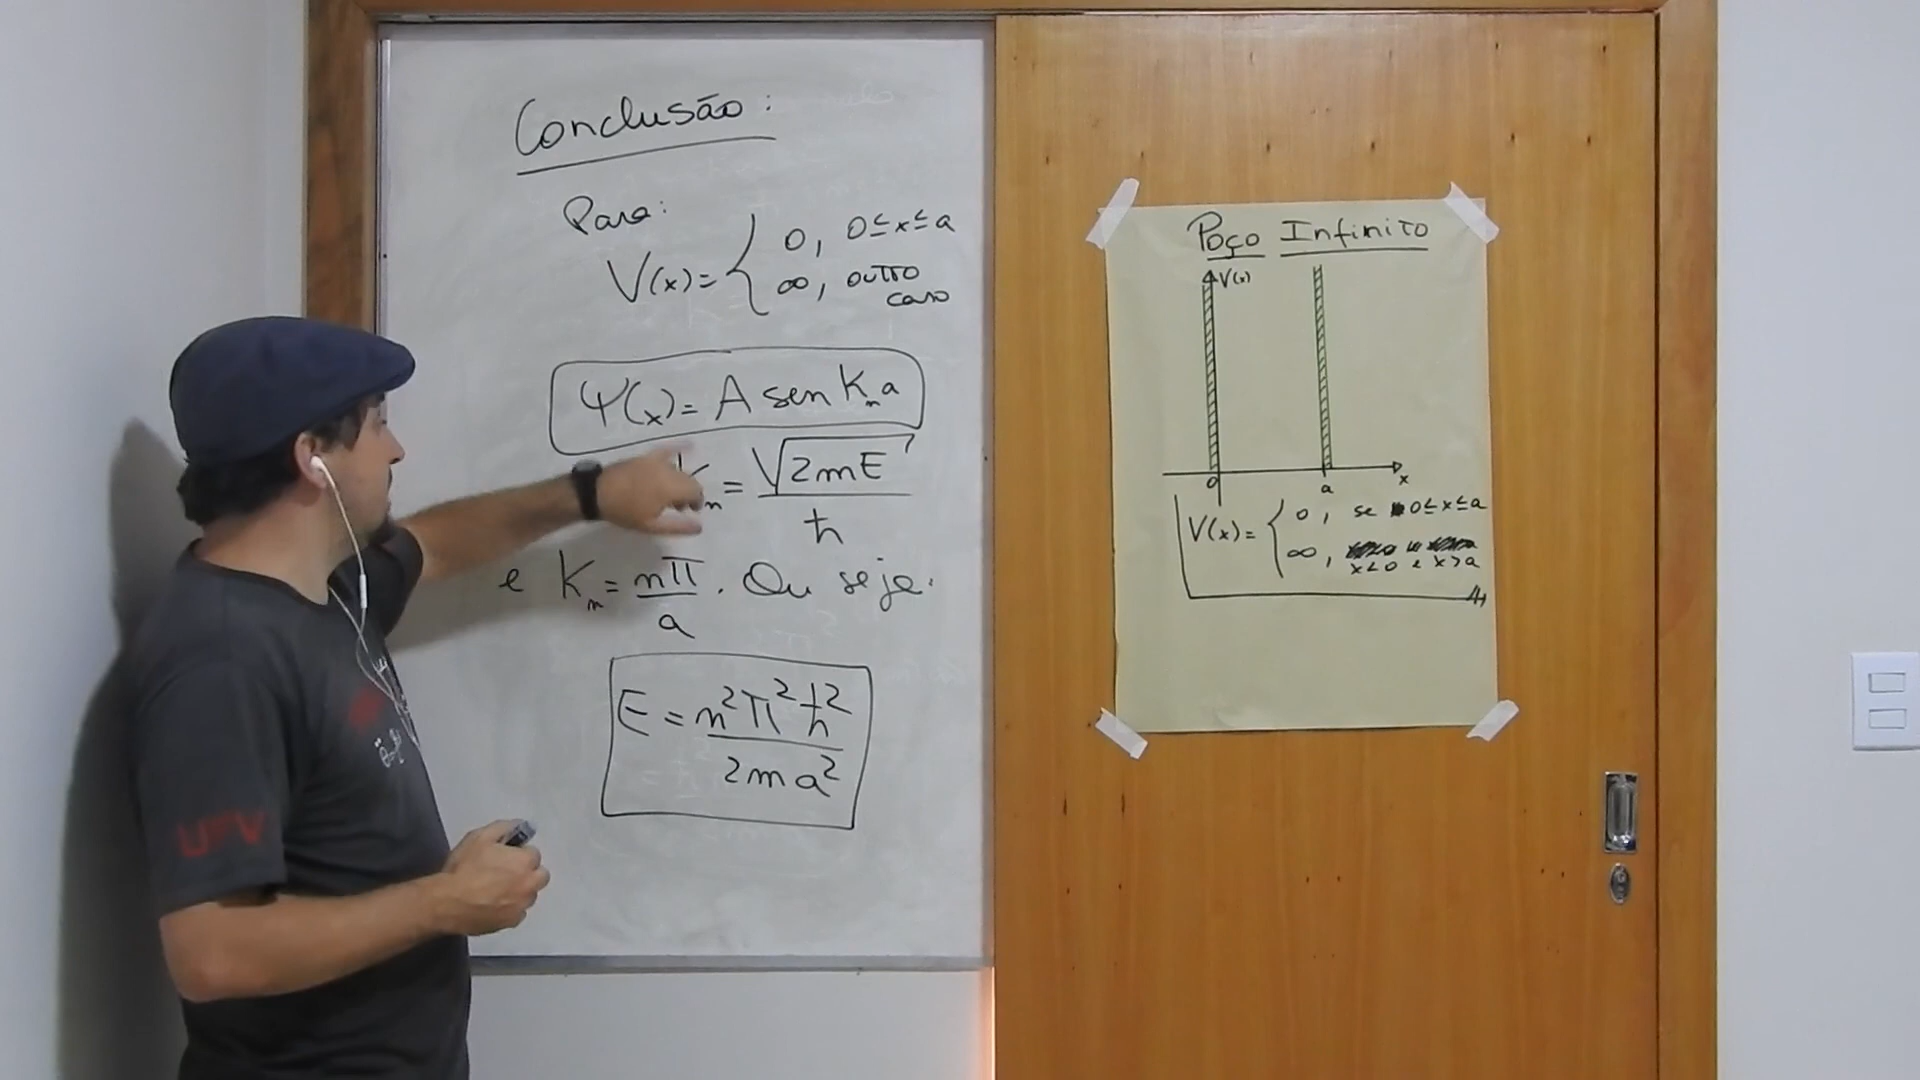 Conclusão:
Para:
V(x) = { 0, 0≤x≤a
∞, outro
caso
Ψ(x) = A sen Kₙa
Kₙ = √2mE
ħ
e Kₙ = nπ . Ou seja:
a
E = n²π²ħ²
2ma²
Poço Infinito
V(x)
0 a x
V(x) = { 0, se 0≤x≤a
∞,
x<0 e x>a
UFV